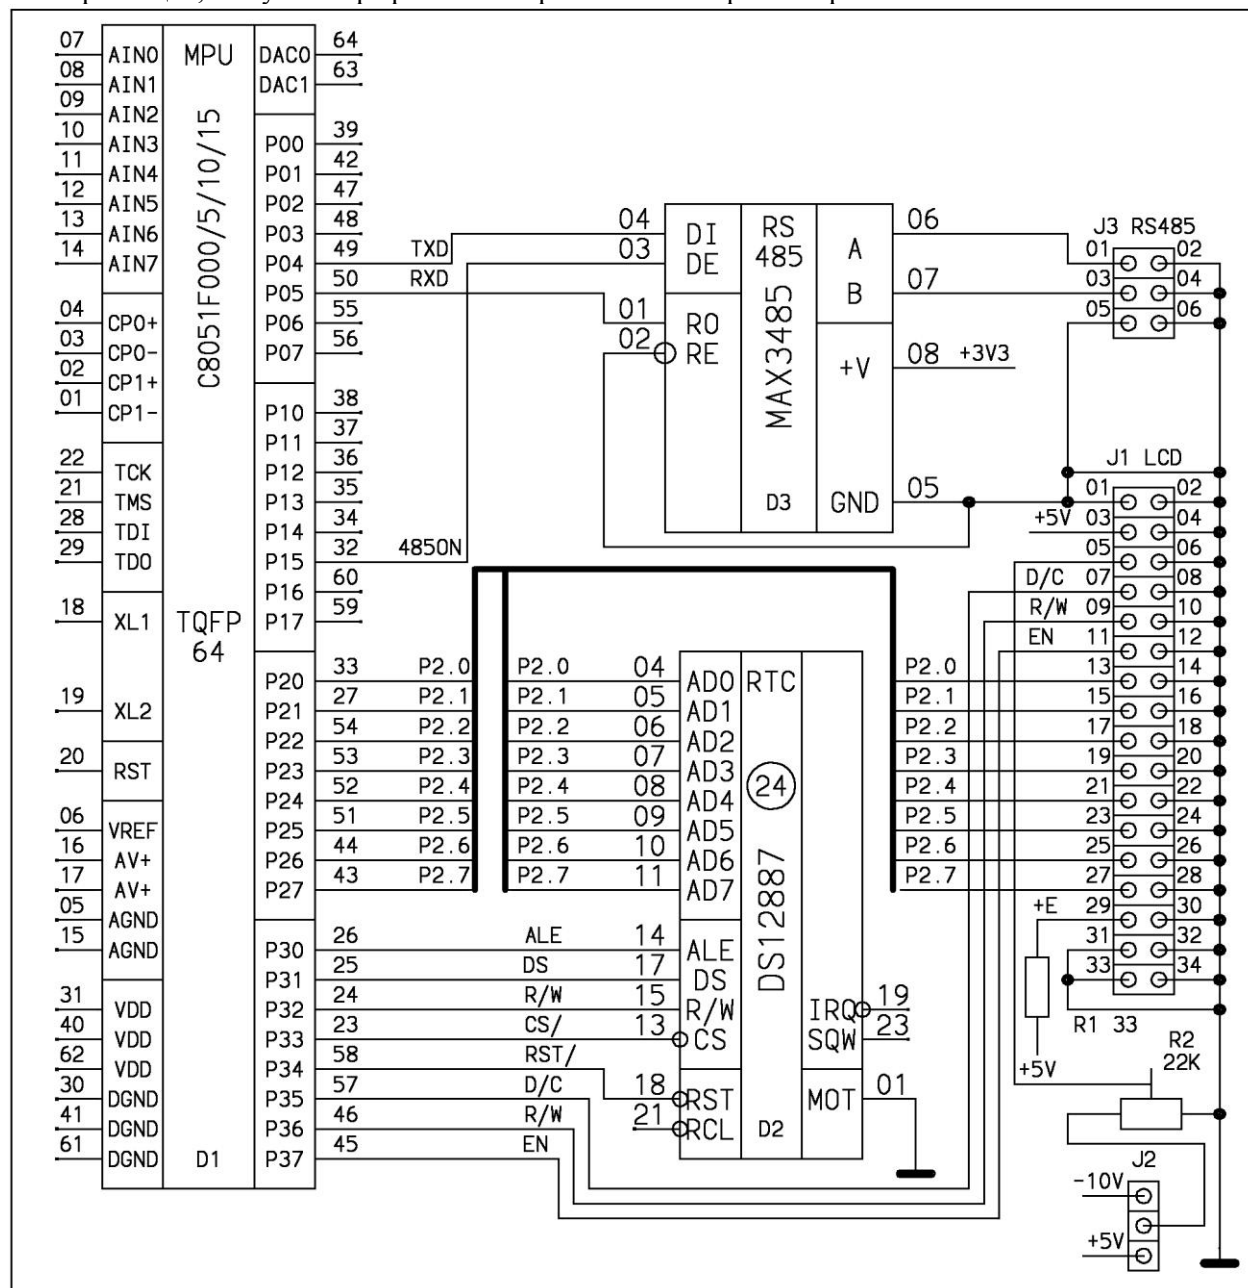 07 AIN0 MPU DAC0 64
08 AIN1 DAC1 63
09 AIN2
10 AIN3 P00 39
11 AIN4 P01 42
12 AIN5 P02 47
13 AIN6 P03 48
14 AIN7 P04 49 TXD
P05 50 RXD
04 CP0+ P06 55
03 CP0- P07 56
02 CP1+
01 CP1- P10 38
P11 37
22 TCK P12 36
21 TMS P13 35
28 TDI P14 34
29 TDO P15 32 485ON
P16 60
18 XL1 P17 59
C8051F000/5/10/15
TQFP
64
P20 33 P2.0
19 XL2 P21 27 P2.1
P22 54 P2.2
20 RST P23 53 P2.3
P24 52 P2.4
06 VREF P25 51 P2.5
16 AV+ P26 44 P2.6
17 AV+ P27 43 P2.7
05 AGND
15 AGND P30 26 ALE
P31 25 DS
31 VDD P32 24 R/W
40 VDD P33 23 CS/
62 VDD P34 58 RST/
30 DGND P35 57 D/C
41 DGND P36 46 R/W
61 DGND D1 P37 45 EN
04 DI RS A 06
03 DE 485 B 07
01 RO
02 RE +V 08 +3V3
MAX3485
D3 GND 05
P2.0 04 AD0 RTC
P2.1 05 AD1
P2.2 06 AD2
P2.3 07 AD3
P2.4 08 AD4 24
P2.5 09 AD5
P2.6 10 AD6
P2.7 11 AD7
DS12887
14 ALE
17 DS
15 R/W IRQ 19
13 CS SQW 23
18 RST MOT 01
21 RCL D2
J3 RS485
01 02
03 04
05 06
J1 LCD
01 02
+5V 03 04
05 06
D/C 07 08
R/W 09 10
EN 11 12
P2.0 13 14
P2.1 15 16
P2.2 17 18
P2.3 19 20
P2.4 21 22
P2.5 23 24
P2.6 25 26
P2.7 27 28
+E 29 30
31 32
33 34
R1 33
+5V
R2
22K
J2
-10V
+5V